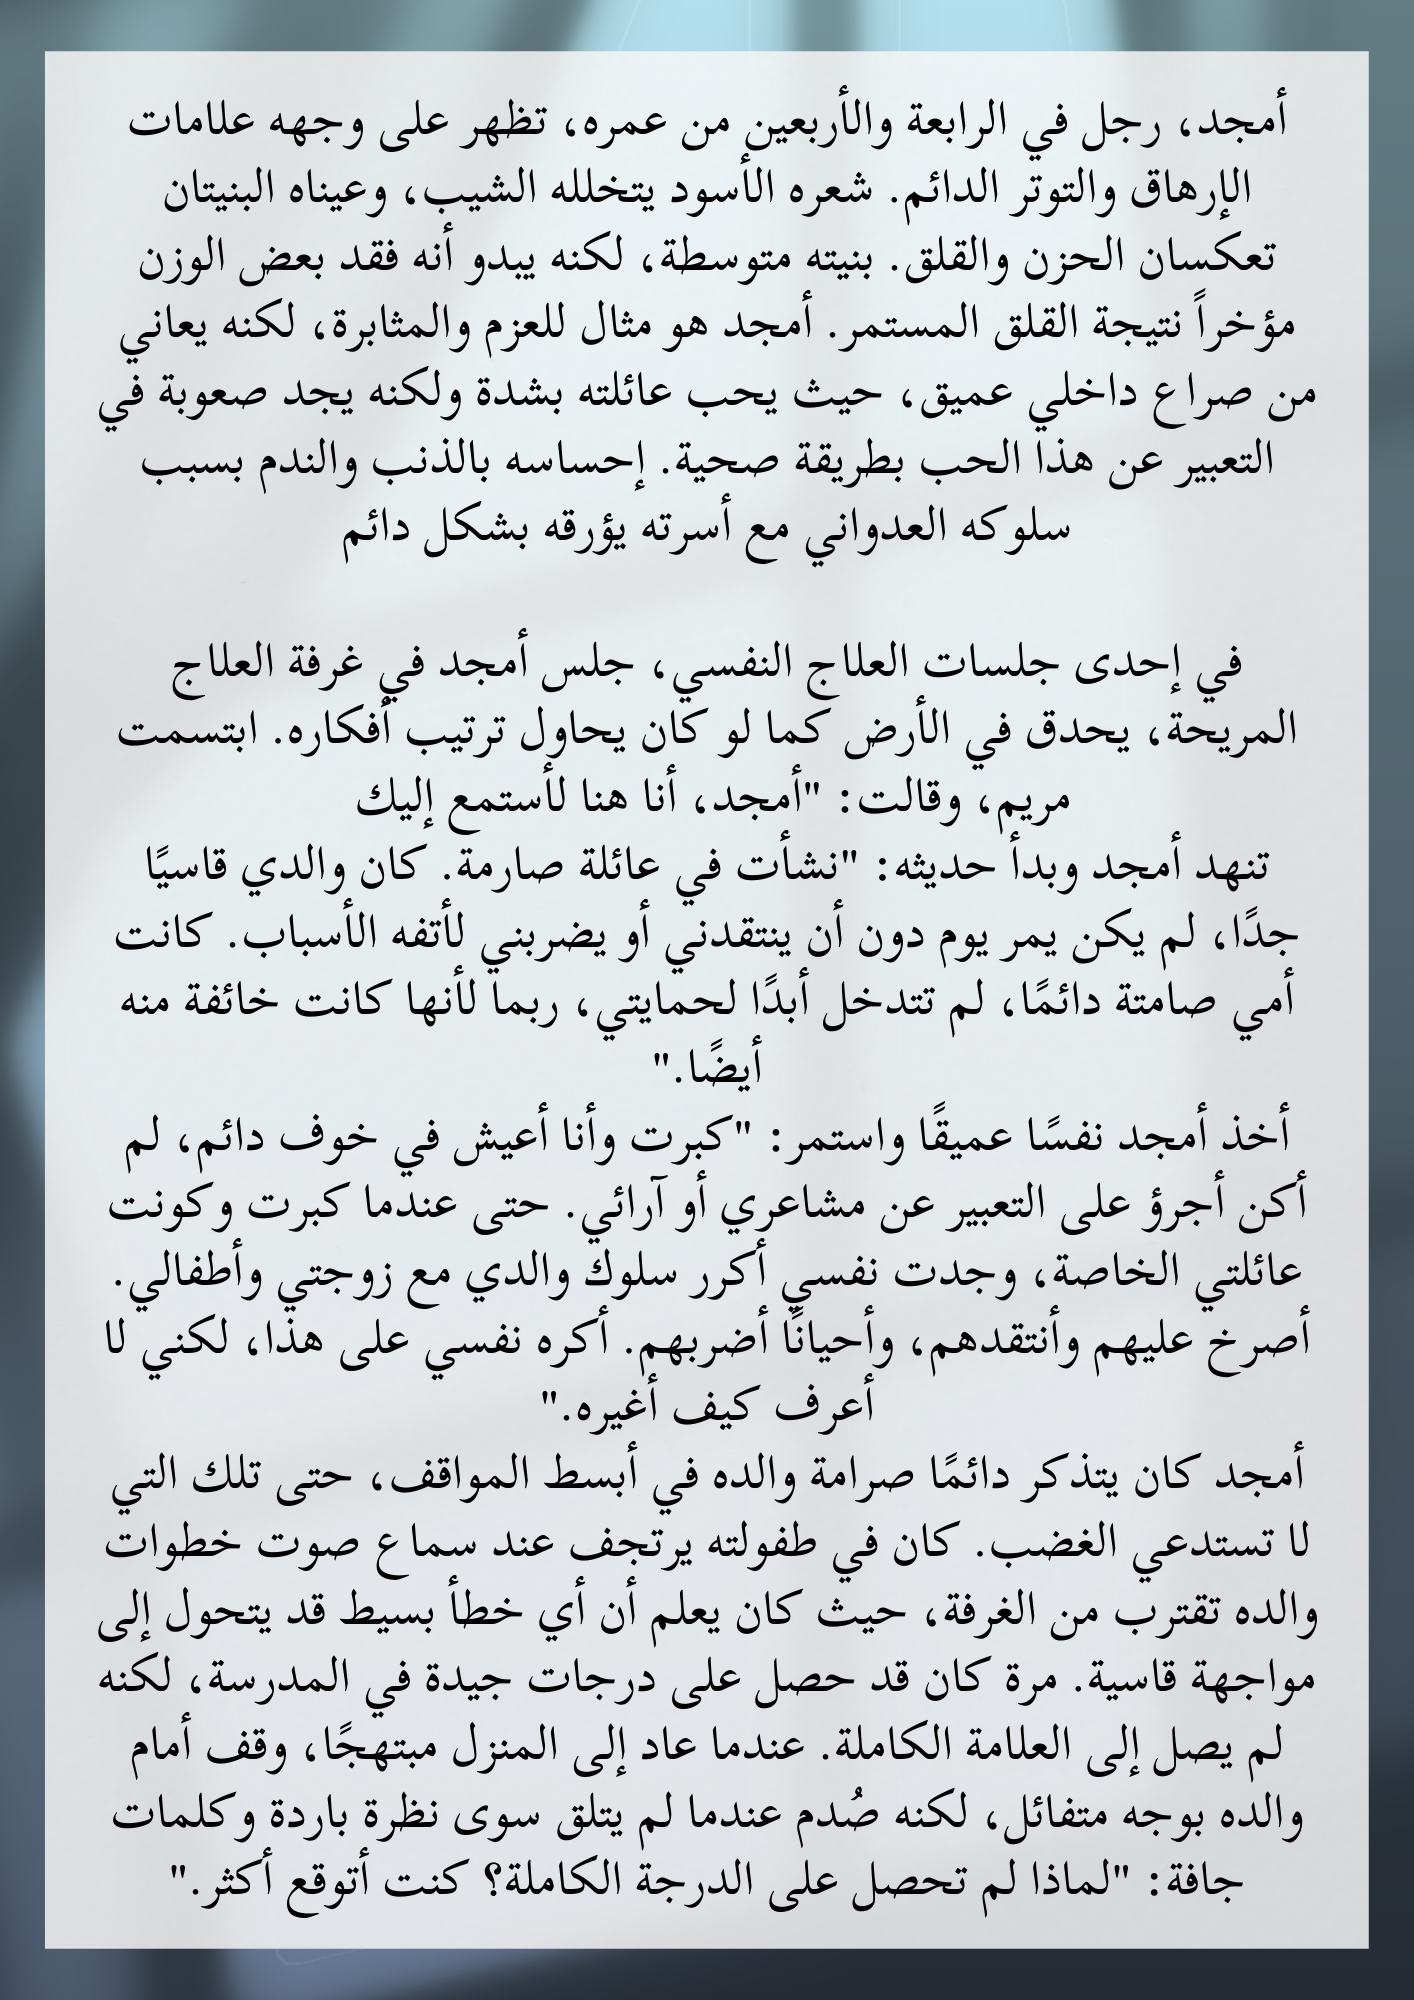 أمجد، رجل في الرابعة والأربعين من عمره، تظهر على وجهه علامات
الإرهاق والتوتر الدائم. شعره الأسود يتخلله الشيب، وعيناه البنيتان
تعكسان الحزن والقلق. بنيته متوسطة، لكنه يبدو أنه فقد بعض الوزن
مؤخراً نتيجة القلق المستمر. أمجد هو مثال للعزم والمثابرة، لكنه يعاني
من صراع داخلي عميق، حيث يحب عائلته بشدة ولكنه يجد صعوبة في
التعبير عن هذا الحب بطريقة صحية. إحساسه بالذنب والندم بسبب
سلوكه العدواني مع أسرته يؤرقه بشكل دائم
في إحدى جلسات العلاج النفسي، جلس أمجد في غرفة العلاج
المريحة، يحدق في الأرض كما لو كان يحاول ترتيب أفكاره. ابتسمت
مريم، وقالت: "أمجد، أنا هنا لأستمع إليك
تنهد أمجد وبدأ حديثه: "نشأت في عائلة صارمة. كان والدي قاسيًا
جدًا، لم يكن يمر يوم دون أن ينتقدني أو يضربني لأتفه الأسباب. كانت
أمي صامتة دائمًا، لم تتدخل أبدًا لحمايتي، ربما لأنها كانت خائفة منه
أيضًا."
أخذ أمجد نفسًا عميقًا واستمر: "كبرت وأنا أعيش في خوف دائم، لم
أكن أجرؤ على التعبير عن مشاعري أو آرائي. حتى عندما كبرت وكونت
عائلتي الخاصة، وجدت نفسي أكرر سلوك والدي مع زوجتي وأطفالي.
أصرخ عليهم وأنتقدهم، وأحيانًا أضربهم. أكره نفسي على هذا، لكني لا
أعرف كيف أغيره."
أمجد كان يتذكر دائمًا صرامة والده في أبسط المواقف، حتى تلك التي
لا تستدعي الغضب. كان في طفولته يرتجف عند سماع صوت خطوات
والده تقترب من الغرفة، حيث كان يعلم أن أي خطأ بسيط قد يتحول إلى
مواجهة قاسية. مرة كان قد حصل على درجات جيدة في المدرسة، لكنه
لم يصل إلى العلامة الكاملة. عندما عاد إلى المنزل مبتهجًا، وقف أمام
والده بوجه متفائل، لكنه صُدم عندما لم يتلق سوى نظرة باردة وكلمات
جافة: "لماذا لم تحصل على الدرجة الكاملة؟ كنت أتوقع أكثر."